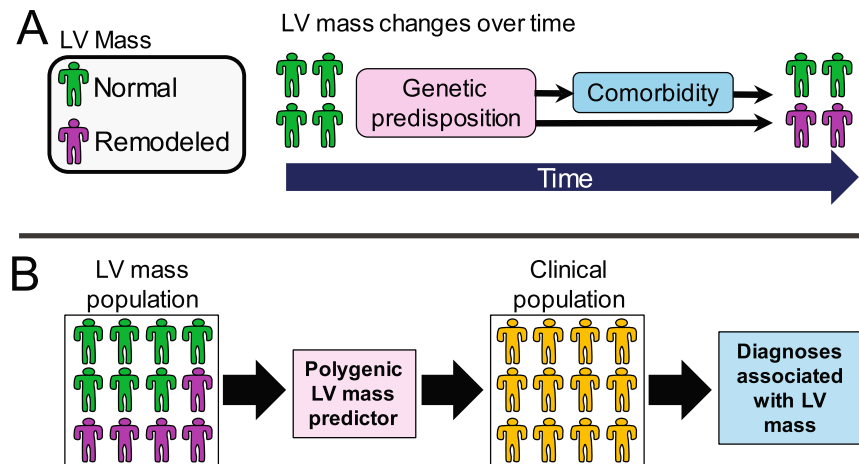 A
LV Mass
Normal
Remodeled
LV mass changes over time
Genetic
predisposition
Comorbidity
Time
B
LV mass
population
Polygenic
LV mass
predictor
Clinical
population
Diagnoses
associated
with LV
mass